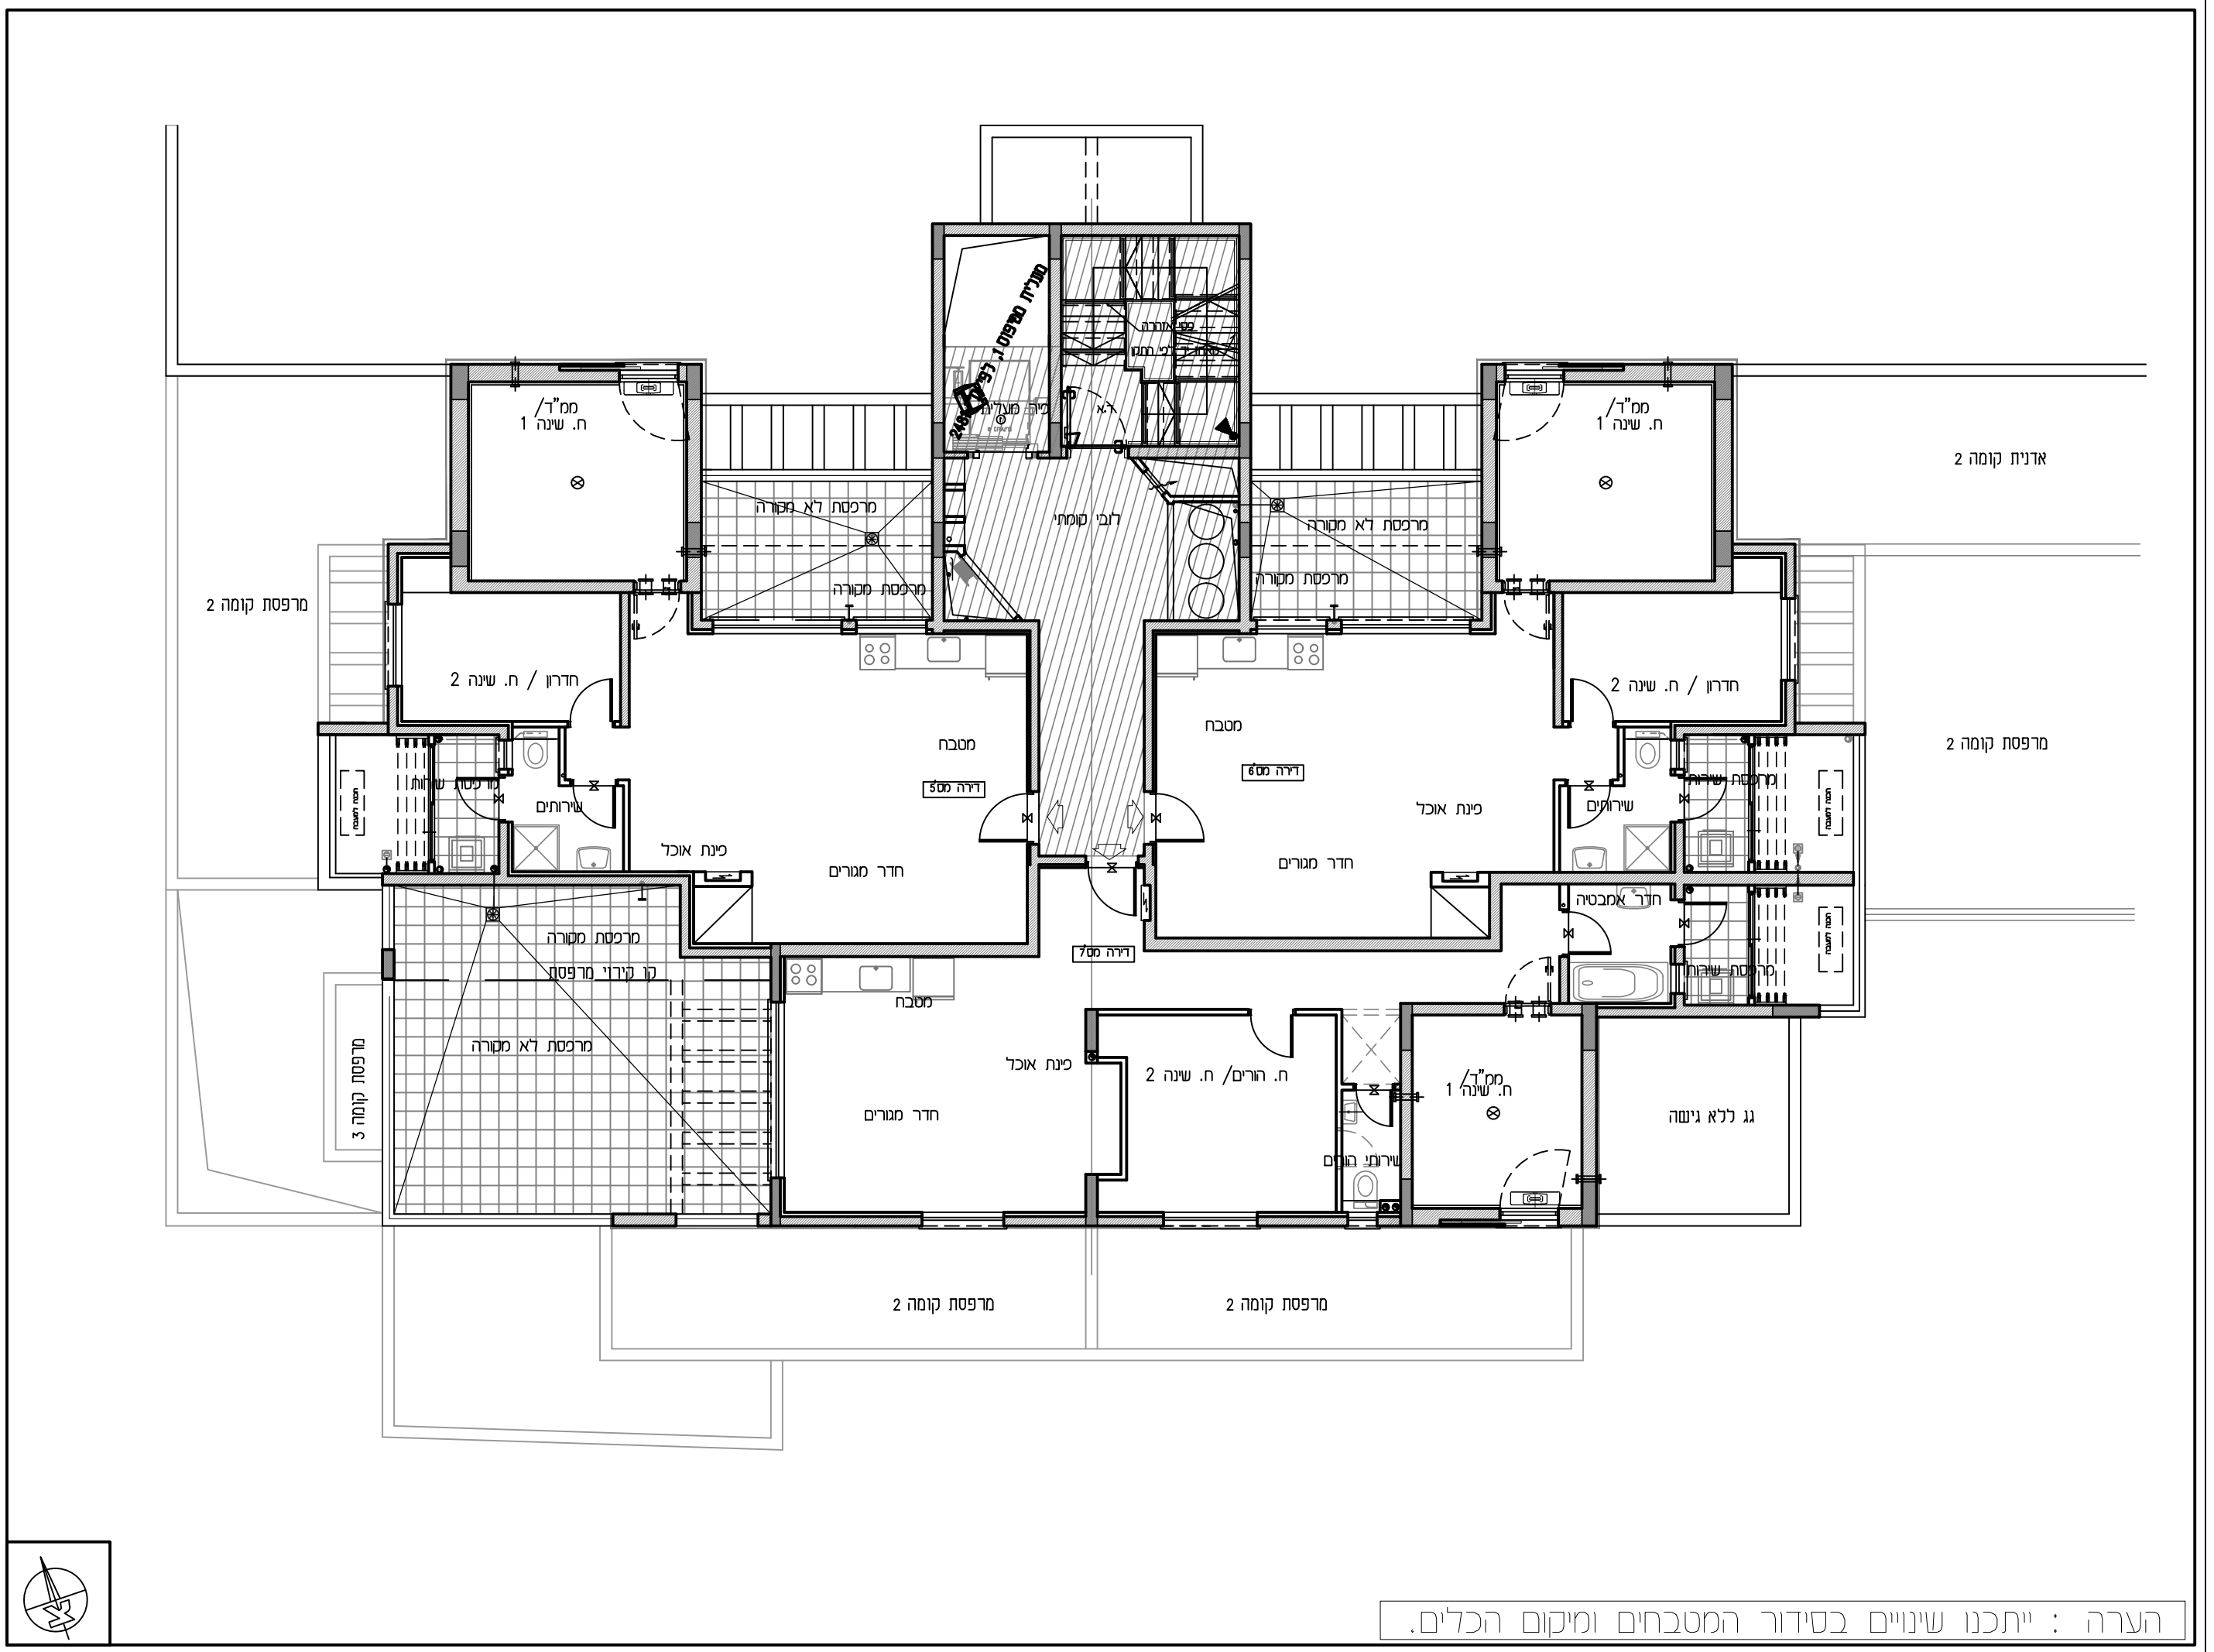 פסי אזהרה
פיר מעלית
ד.א
ממ"ד/
ח. שינה 1
ממ"ד/
ח. שינה 1
אדנית קומה 2
מרפסת לא מקורה
לובי קומתי
מרפסת לא מקורה
מרפסת מקורה
מרפסת מקורה
מרפסת קומה 2
חדרון / ח. שינה 2
חדרון / ח. שינה 2
מטבח
מטבח
מרפסת קומה 2
דירה מס'5
דירה מס'6
מרפסת שירות
שירותים
פינת אוכל
שירותים
מרפסת שירות
פינת אוכל
חדר מגורים
חדר מגורים
חדר אמבטיה
מרפסת מקורה
קו קירוי מרפסת
דירה מס'7
מרפסת שירות
מטבח
מרפסת לא מקורה
מרפסת קומה 3
פינת אוכל
חדר מגורים
ח. הורים/ ח. שינה 2
שירותי הורים
ממ"ד/
ח. שינה 1
גג ללא גישה
מרפסת קומה 2
מרפסת קומה 2
הערה : ייתכנו שינויים בסידור המטבחים ומיקום הכלים.